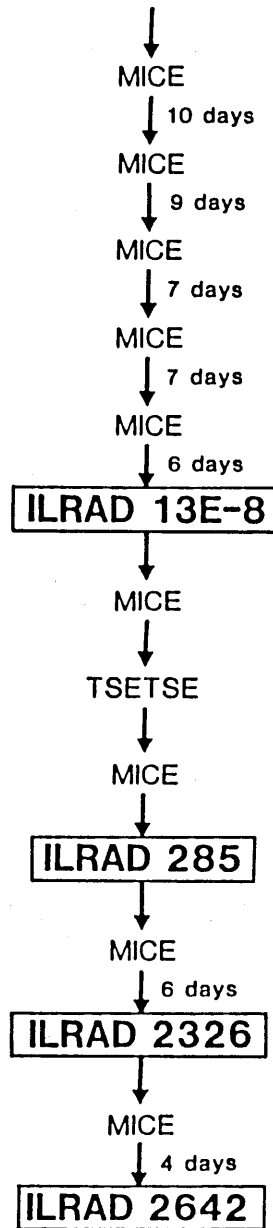 MICE
10 days
MICE
9 days
MICE
7 days
MICE
7 days
MICE
6 days
ILRAD 13E-8
MICE
TSETSE
MICE
ILRAD 285
MICE
6 days
ILRAD 2326
MICE
4 days
ILRAD 2642